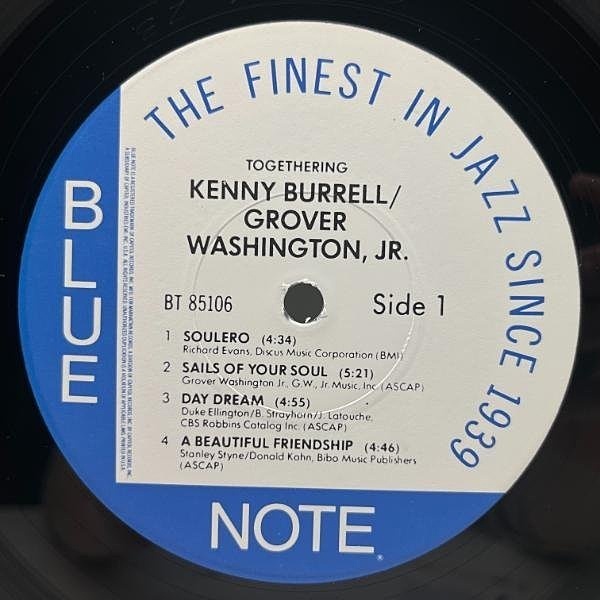 THE FINEST IN JAZZ SINCE 1939
TOGETHERING
KENNY BURRELL/
GROVER
WASHINGTON, JR.
BT 85106
Side 1
1 SOULERO (4:34)
Richard Evans, Discus Music Corporation (BMI)
2 SAILS OF YOUR SOUL (5:21)
Grover Washington Jr., G.W., Jr. Music, Inc. (ASCAP)
3 DAY DREAM (4:55)
Duke Ellington/B. Strayhorn/J. Latouche,
CBS Robbins Catalog Inc. (ASCAP)
4 A BEAUTIFUL FRIENDSHIP (4:46)
Stanley Styne/Donald Kahn, Bibo Music Publishers
(ASCAP)
BLUE
NOTE